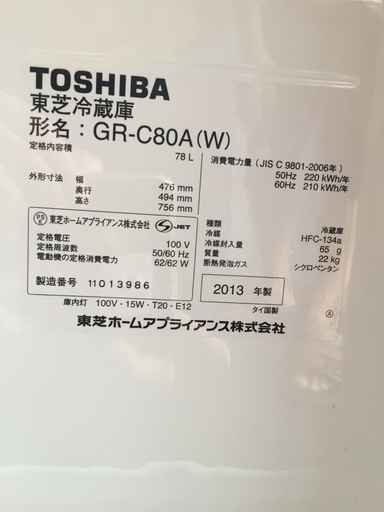 TOSHIBA
東芝冷蔵庫
形名：GR-C80A(W)
定格内容積 78 L
外形寸法 幅 476 mm
奥行 494 mm
高さ 756 mm
消費電力量（JIS C 9801-2006年）
50Hz 220 kWh/年
60Hz 210 kWh/年
PS E 東芝ホームアプライアンス株式会社 S JET
定格電圧 100 V
定格周波数 50/60 Hz
電動機の定格消費電力 62/62 W
種類 冷蔵庫
冷媒 HFC-134a
冷媒封入量 65 g
質量 22 kg
断熱発泡ガス シクロペンタン
製造番号 11013986
2013 年製
庫内灯 100V・15W・T20・E12
タイ国製
Ⓐ
東芝ホームアプライアンス株式会社